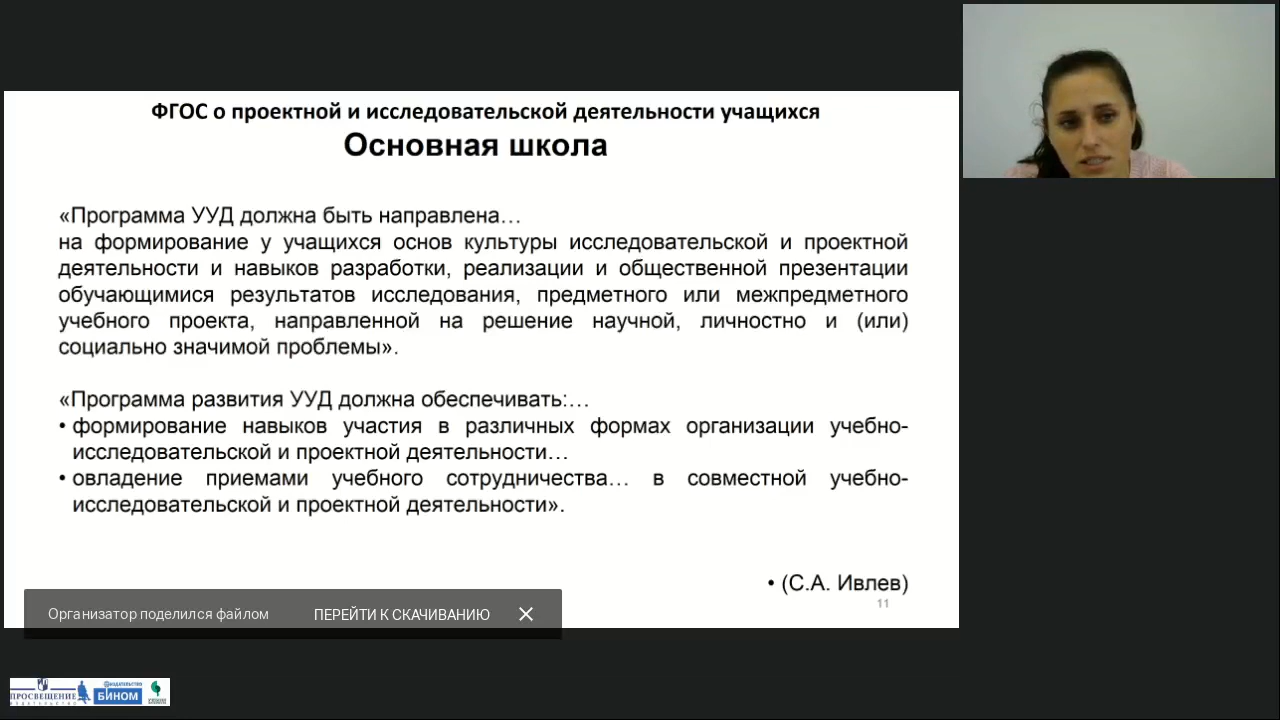 ФГОС о проектной и исследовательской деятельности учащихся
Основная школа
«Программа УУД должна быть направлена…
на формирование у учащихся основ культуры исследовательской и проектной
деятельности и навыков разработки, реализации и общественной презентации
обучающимися результатов исследования, предметного или межпредметного
учебного проекта, направленной на решение научной, личностно и (или)
социально значимой проблемы».
«Программа развития УУД должна обеспечивать:…
• формирование навыков участия в различных формах организации учебно-
исследовательской и проектной деятельности…
• овладение приемами учебного сотрудничества… в совместной учебно-
исследовательской и проектной деятельности».
• (С.А. Ивлев)
11
Организатор поделился файлом ПЕРЕЙТИ К СКАЧИВАНИЮ
ПРОСВЕЩЕНИЕ
ИЗДАТЕЛЬСТВО
ИЗДАТЕЛЬСТВО
БИНОМ